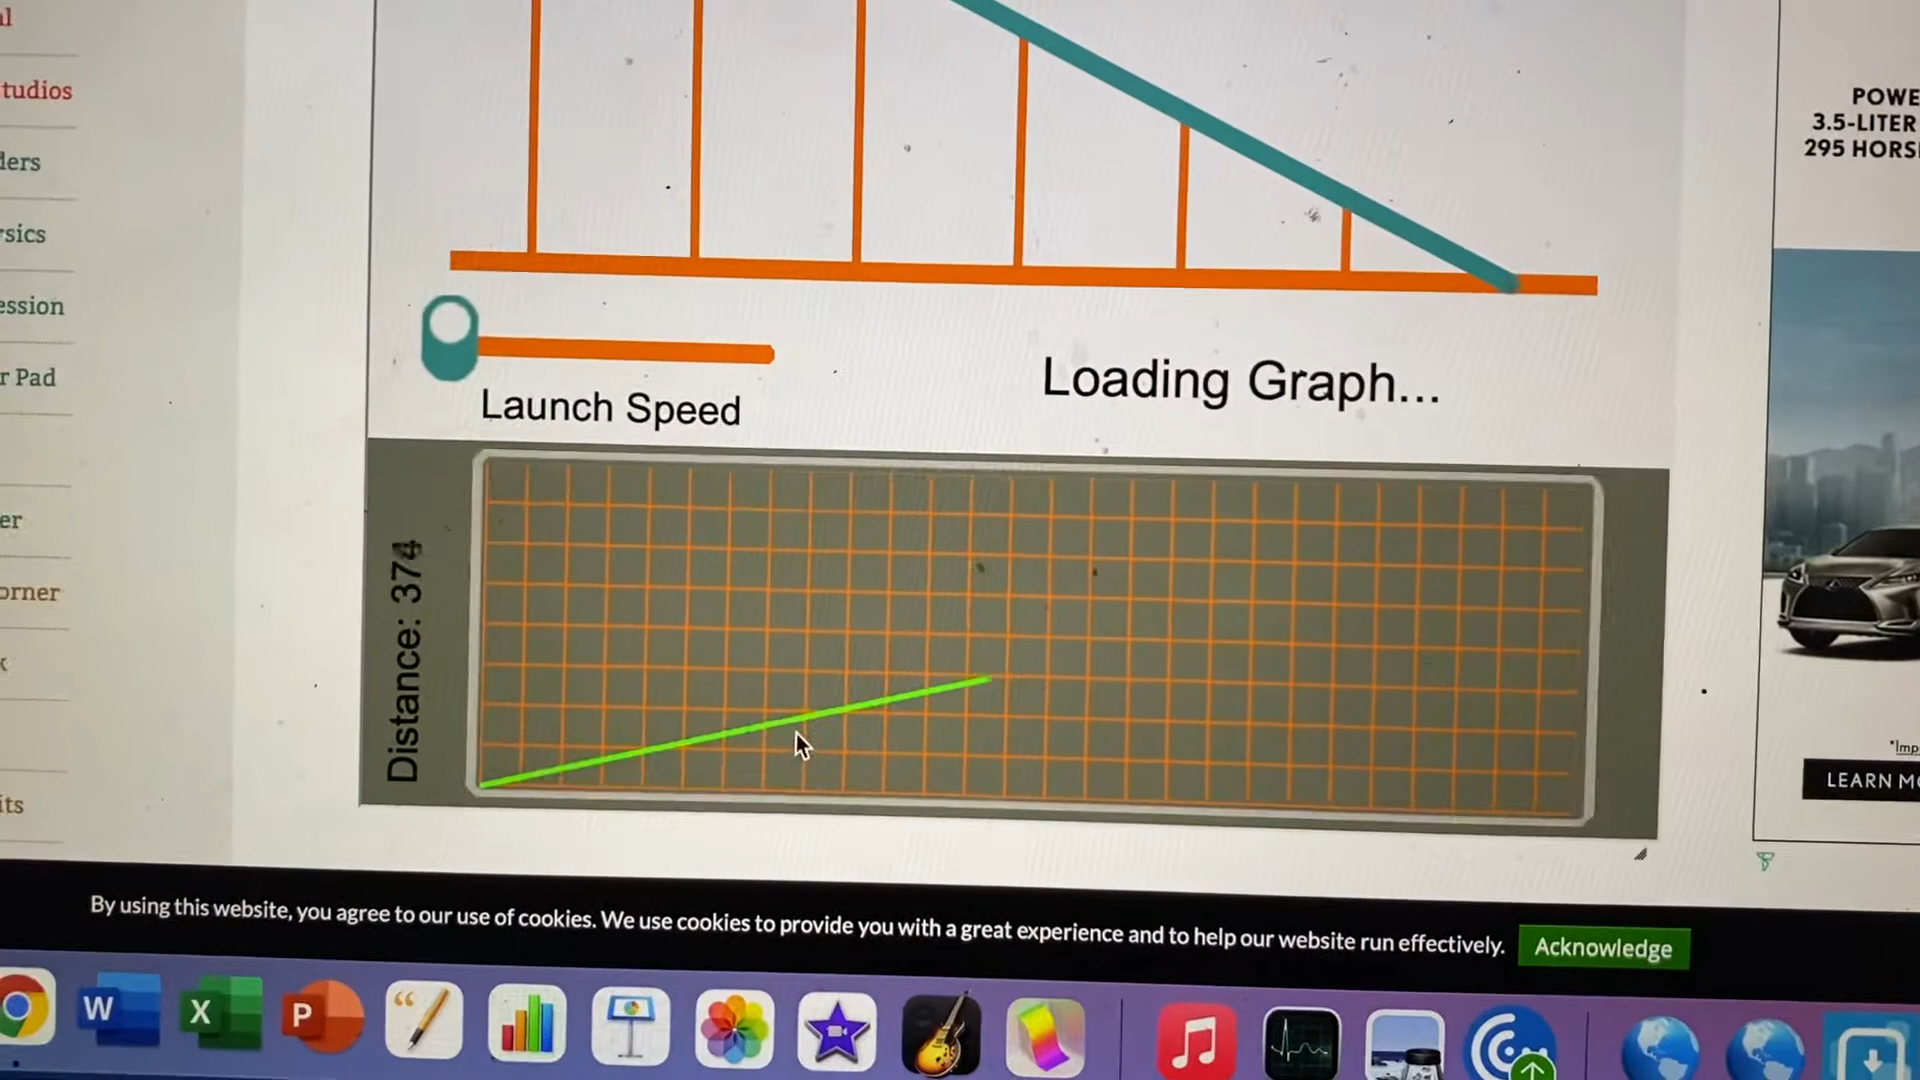 tudios
ders
sics
ession
r Pad
er
orner
its
Launch Speed
Loading Graph...
Distance: 374
POWE
3.5-LITER
295 HORS
*Imp
LEARN MO
By using this website, you agree to our use of cookies. We use cookies to provide you with a great experience and to help our website run effectively.
Acknowledge
W
X
P